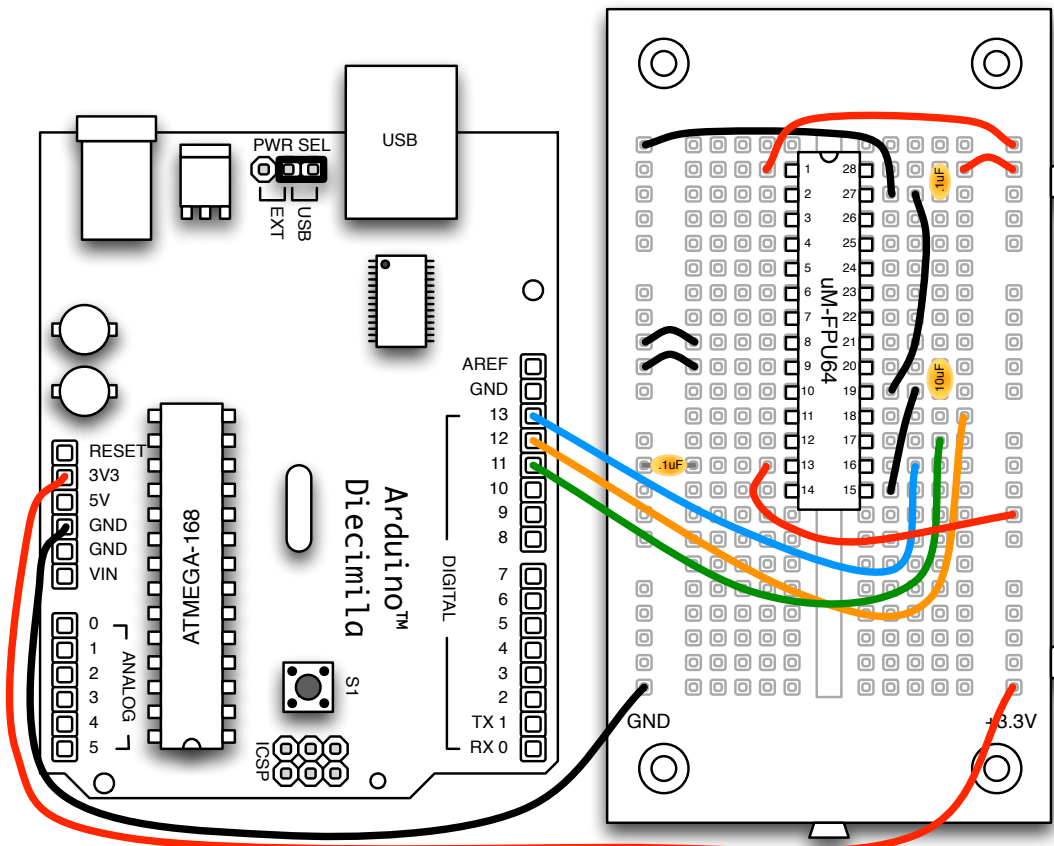 USB
PWR SEL
EXT
USB
AREF
GND
13
12
11
10
9
8
7
6
5
4
3
2
TX 1
RX 0
DIGITAL
RESET
3V3
5V
GND
GND
VIN
0
1
2
3
4
5
ANALOG
ATMEGA-168
Arduino™
Diecimila
S1
ICSP
1
2
3
4
5
6
7
8
9
10
11
12
13
14
uM-FPU64
28
27
26
25
24
23
22
21
20
19
18
17
16
15
.1uF
10uF
.1uF
GND
+3.3V